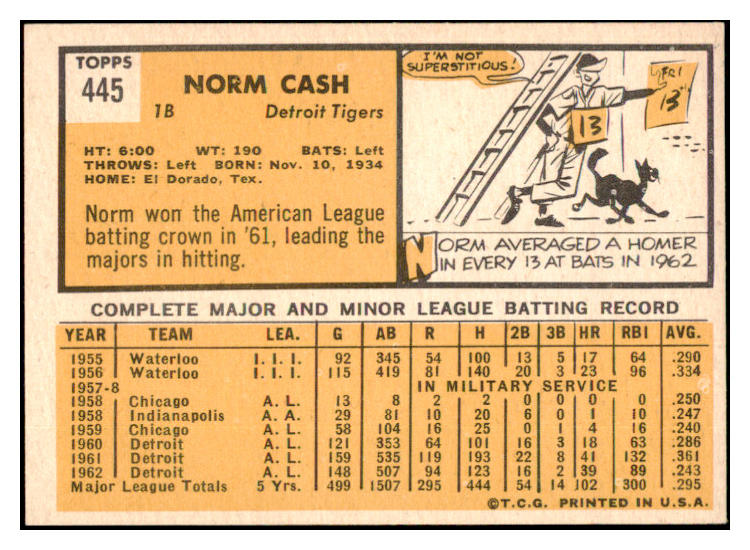 TOPPS
445
NORM CASH
1B Detroit Tigers
HT: 6:00 WT: 190 BATS: Left
THROWS: Left BORN: Nov. 10, 1934
HOME: El Dorado, Tex.
Norm won the American League
batting crown in '61, leading the
majors in hitting.
I'M NOT
SUPERSTITIOUS!
FRI
13TH
13
NORM AVERAGED A HOMER
IN EVERY 13 AT BATS IN 1962
COMPLETE MAJOR AND MINOR LEAGUE BATTING RECORD
YEAR TEAM LEA. G AB R H 2B 3B HR RBI AVG.
1955 Waterloo I. I. I. 92 345 54 100 13 5 17 64 .290
1956 Waterloo I. I. I. 115 419 81 140 20 3 23 96 .334
1957-8 IN MILITARY SERVICE
1958 Chicago A. L. 13 8 2 2 0 0 0 0 .250
1958 Indianapolis A. A. 29 81 10 20 6 0 1 10 .247
1959 Chicago A. L. 58 104 16 25 0 1 4 16 .240
1960 Detroit A. L. 121 353 64 101 16 3 18 63 .286
1961 Detroit A. L. 159 535 119 193 22 8 41 132 .361
1962 Detroit A. L. 148 507 94 123 16 2 39 89 .243
Major League Totals 5 Yrs. 499 1507 295 444 54 14 102 300 .295
©T.C.G. PRINTED IN U.S.A.